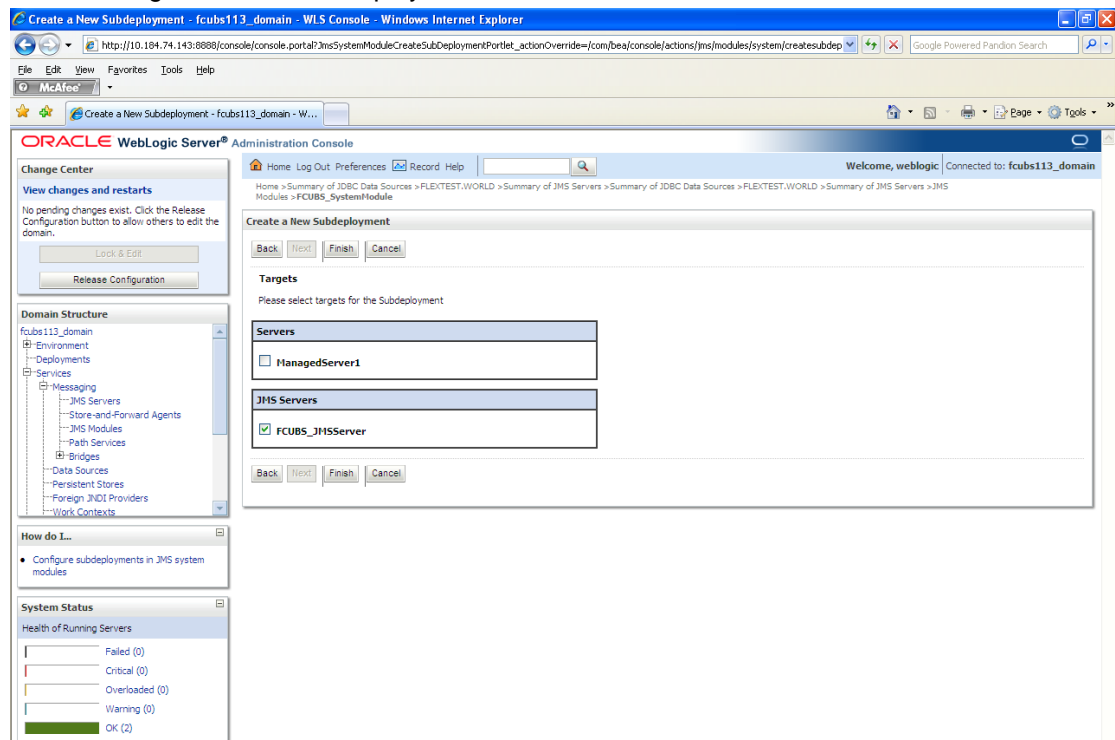 Create a New Subdeployment - fcubs113_domain - WLS Console - Windows Internet Explorer
http://10.184.74.143:8888/console/console.portal?JmsSystemModuleCreateSubDeploymentPortlet_actionOverride=/com/bea/console/actions/jms/modules/system/createsubdep
Google Powered Pandion Search
File Edit View Favorites Tools Help
McAfee
Create a New Subdeployment - fcubs113_domain - W...
Page Tools
ORACLE WebLogic Server® Administration Console
Change Center
View changes and restarts
No pending changes exist. Click the Release
Configuration button to allow others to edit the
domain.
Lock & Edit
Release Configuration
Domain Structure
fcubs113_domain
Environment
Deployments
Services
Messaging
JMS Servers
Store-and-Forward Agents
JMS Modules
Path Services
Bridges
Data Sources
Persistent Stores
Foreign JNDI Providers
Work Contexts
How do I...
Configure subdeployments in JMS system
modules
System Status
Health of Running Servers
Failed (0)
Critical (0)
Overloaded (0)
Warning (0)
OK (2)
Home Log Out Preferences Record Help
Welcome, weblogic Connected to: fcubs113_domain
Home >Summary of JDBC Data Sources >FLEXTEST.WORLD >Summary of JMS Servers >Summary of JDBC Data Sources >FLEXTEST.WORLD >Summary of JMS Servers >JMS
Modules >FCUBS_SystemModule
Create a New Subdeployment
Back Next Finish Cancel
Targets
Please select targets for the Subdeployment
Servers
ManagedServer1
JMS Servers
FCUBS_JMSServer
Back Next Finish Cancel